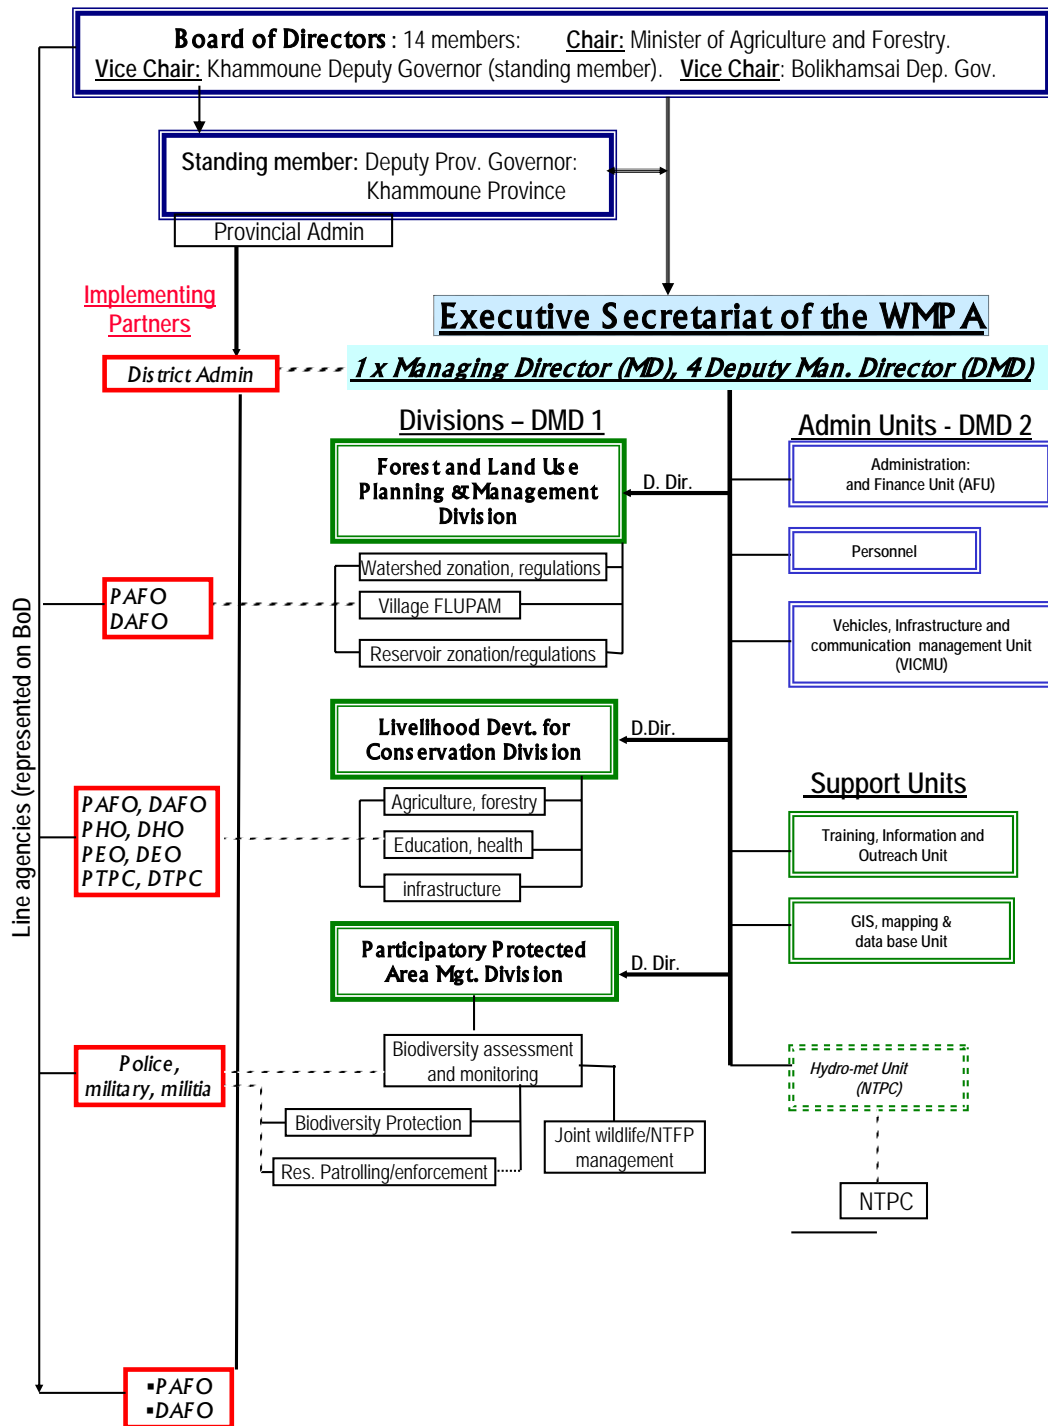 Board of Directors : 14 members: Chair: Minister of Agriculture and Forestry.
Vice Chair: Khammoune Deputy Governor (standing member). Vice Chair: Bolikhamsai Dep. Gov.
Standing member: Deputy Prov. Governor:
Khammoune Province
Provincial Admin
Implementing
Partners
Executive Secretariat of the WMPA
District Admin
1 x Managing Director (MD), 4 Deputy Man. Director (DMD)
Divisions – DMD 1
Admin Units - DMD 2
Forest and Land Use
Planning & Management
Division
D. Dir.
Administration:
and Finance Unit (AFU)
Personnel
Watershed zonation, regulations
PAFO
DAFO
Village FLUPAM
Reservoir zonation/regulations
Vehicles, Infrastructure and
communication management Unit
(VICMU)
Line agencies (represented on BoD
Livelihood Devt. for
Conservation Division
D.Dir.
Support Units
PAFO, DAFO
PHO, DHO
PEO, DEO
PTPC, DTPC
Agriculture, forestry
Education, health
infrastructure
Training, Information and
Outreach Unit
GIS, mapping &
data base Unit
Participatory Protected
Area Mgt. Division
D. Dir.
Police,
military, militia
Biodiversity assessment
and monitoring
Hydro-met Unit
(NTPC)
Biodiversity Protection
Joint wildlife/NTFP
management
Res. Patrolling/enforcement
NTPC
▪PAFO
▪DAFO